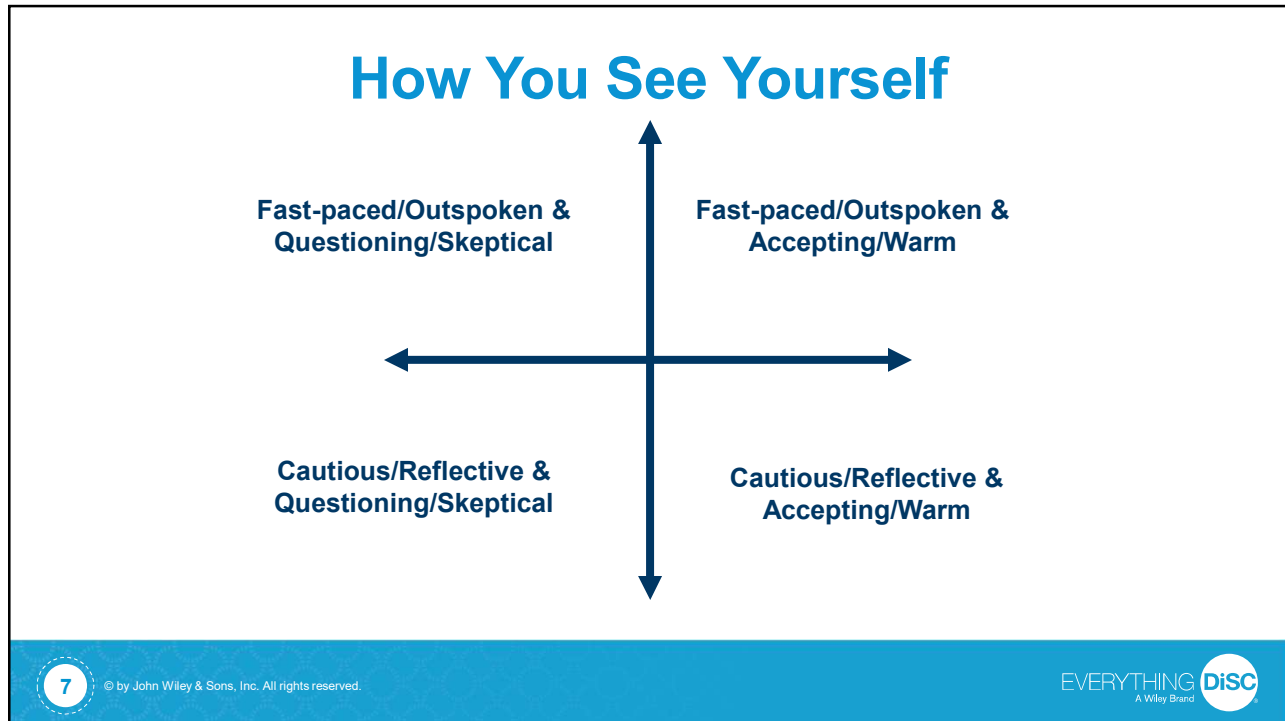 How You See Yourself
Fast-paced/Outspoken &
Questioning/Skeptical
Fast-paced/Outspoken &
Accepting/Warm
Cautious/Reflective &
Questioning/Skeptical
Cautious/Reflective &
Accepting/Warm
7
© by John Wiley & Sons, Inc. All rights reserved.
EVERYTHING DiSC®
A Wiley Brand